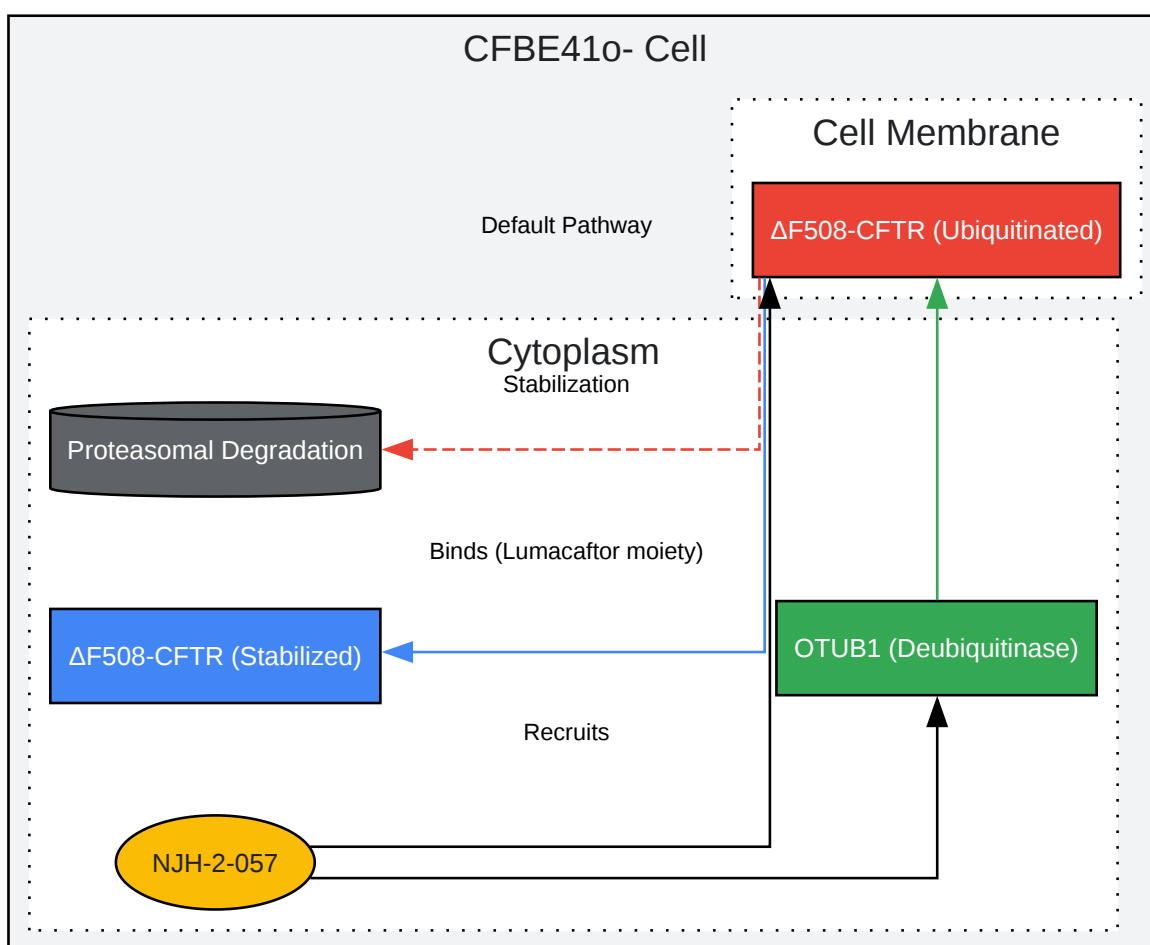 CFBE41o- Cell
Cell Membrane
Default Pathway
ΔF508-CFTR (Ubiquitinated)
Cytoplasm
Stabilization
Proteasomal Degradation
Binds (Lumacaftor moiety)
ΔF508-CFTR (Stabilized)
OTUB1 (Deubiquitinase)
Recruits
NJH-2-057